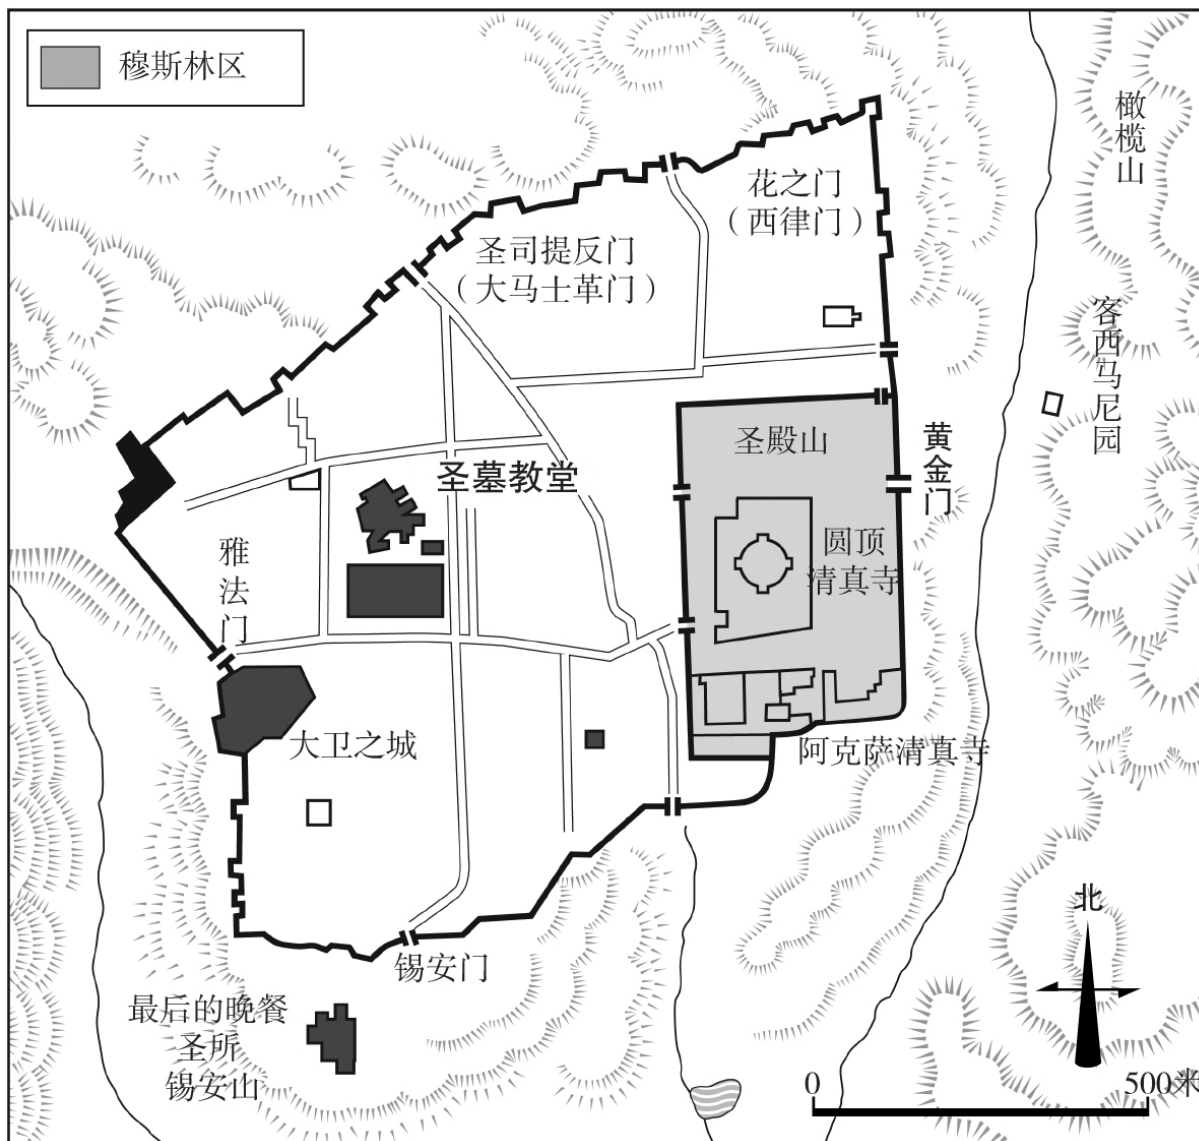 穆斯林区
橄榄山
花之门
（西律门）
圣司提反门
（大马士革门）
客西马尼园
圣殿山
黄金门
圣墓教堂
圆顶
清真寺
雅法门
大卫之城
阿克萨清真寺
北
锡安门
最后的晚餐
圣所
锡安山
0 500米